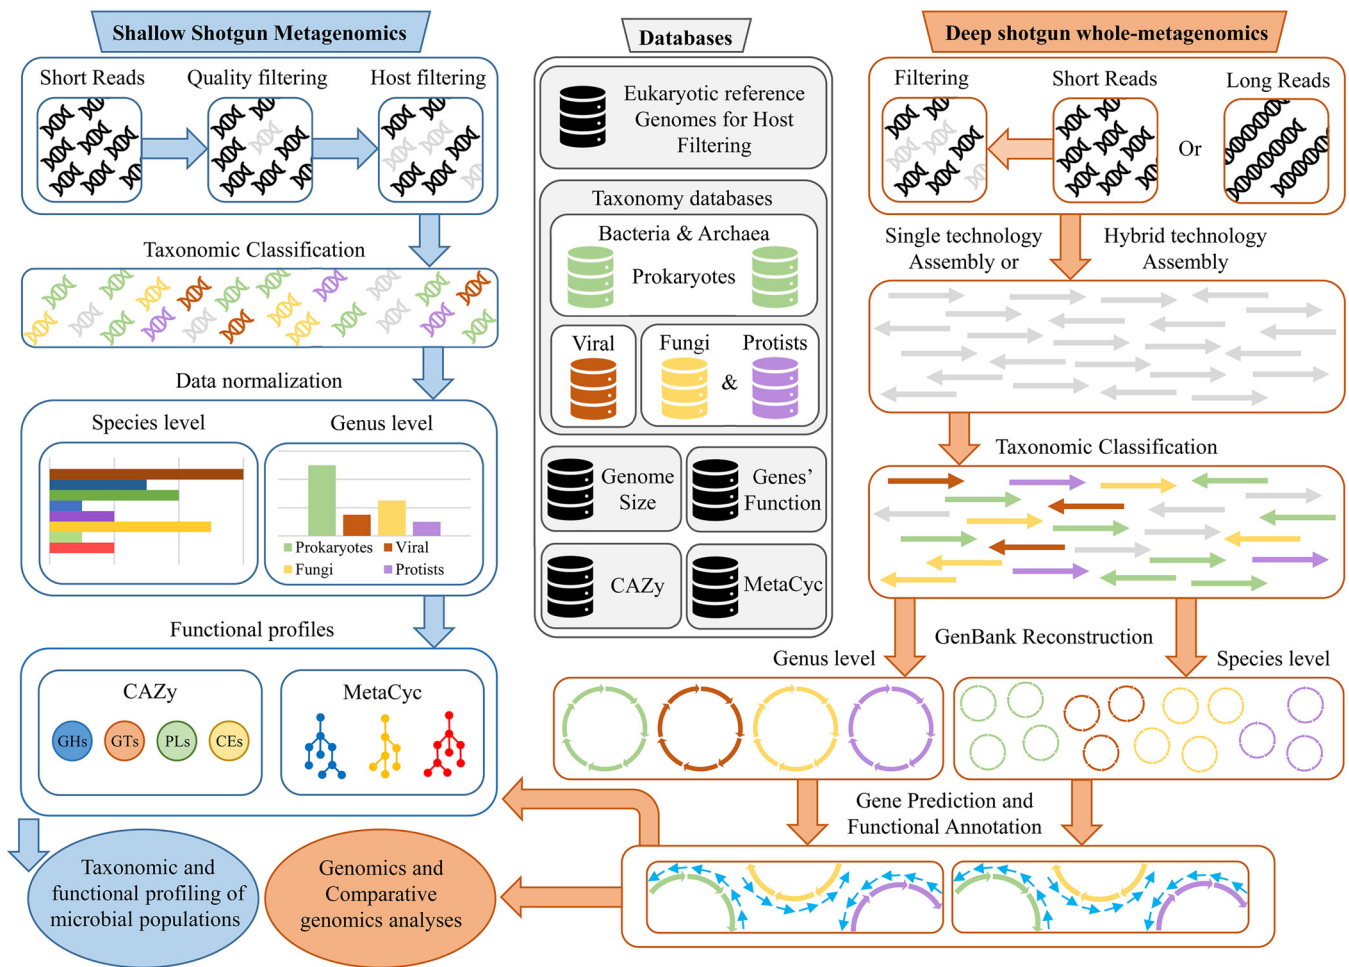 Shallow Shotgun Metagenomics
Short Reads
Quality filtering
Host filtering
Taxonomic Classification
Data normalization
Species level
Genus level
Prokaryotes
Viral
Fungi
Protists
Functional profiles
CAZy
GHs
GTs
PLs
CEs
MetaCyc
Taxonomic and
functional profiling of
microbial populations
Genomics and
Comparative
genomics analyses
Databases
Eukaryotic reference
Genomes for Host
Filtering
Taxonomy databases
Bacteria & Archaea
Prokaryotes
Viral
Fungi
&
Protists
Genome
Size
Genes’
Function
CAZy
MetaCyc
Deep shotgun whole-metagenomics
Filtering
Short Reads
Or
Long Reads
Single technology
Assembly or
Hybrid technology
Assembly
Taxonomic Classification
GenBank Reconstruction
Genus level
Species level
Gene Prediction and
Functional Annotation